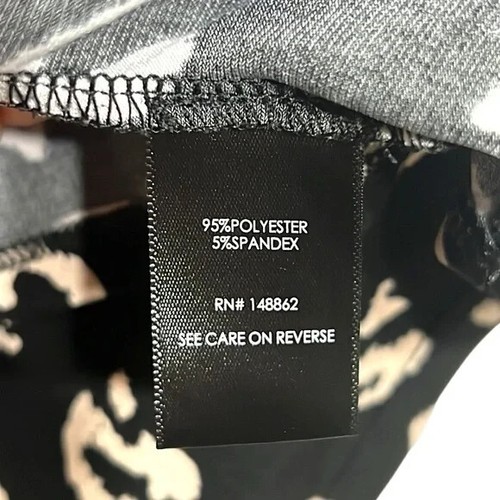 95%POLYESTER
5%SPANDEX
RN# 148862
SEE CARE ON REVERSE